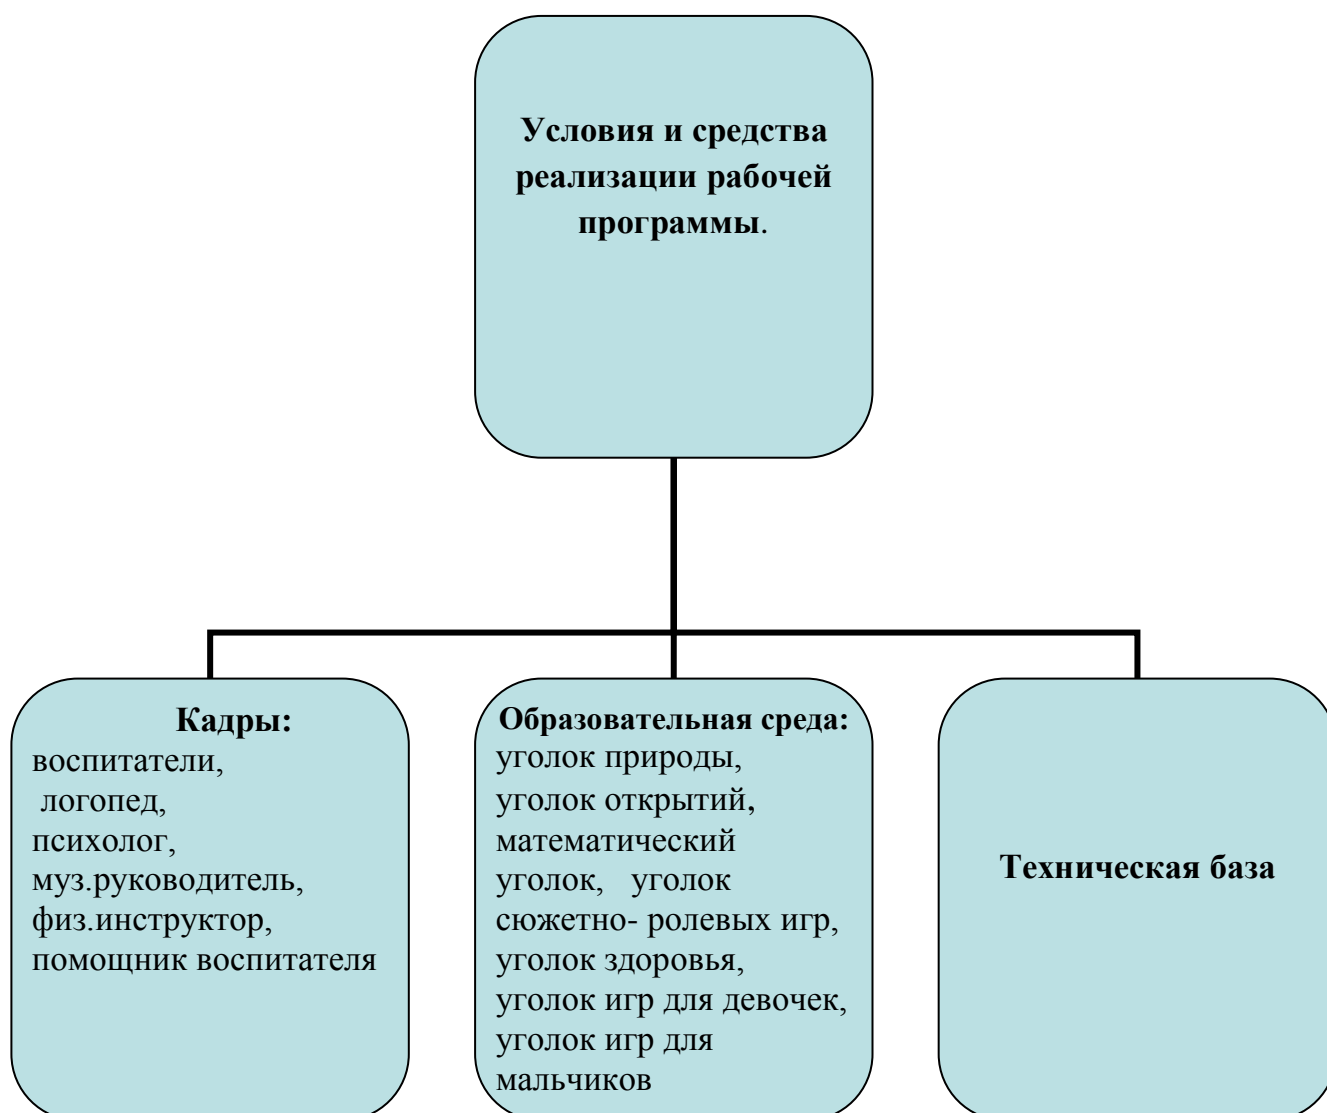 Условия и средства
реализации рабочей
программы.
Кадры:
воспитатели,
логопед,
психолог,
муз.руководитель,
физ.инструктор,
помощник воспитателя
Образовательная среда:
уголок природы,
уголок открытий,
математический
уголок,   уголок
сюжетно- ролевых игр,
уголок здоровья,
уголок игр для девочек,
уголок игр для
мальчиков
Техническая база